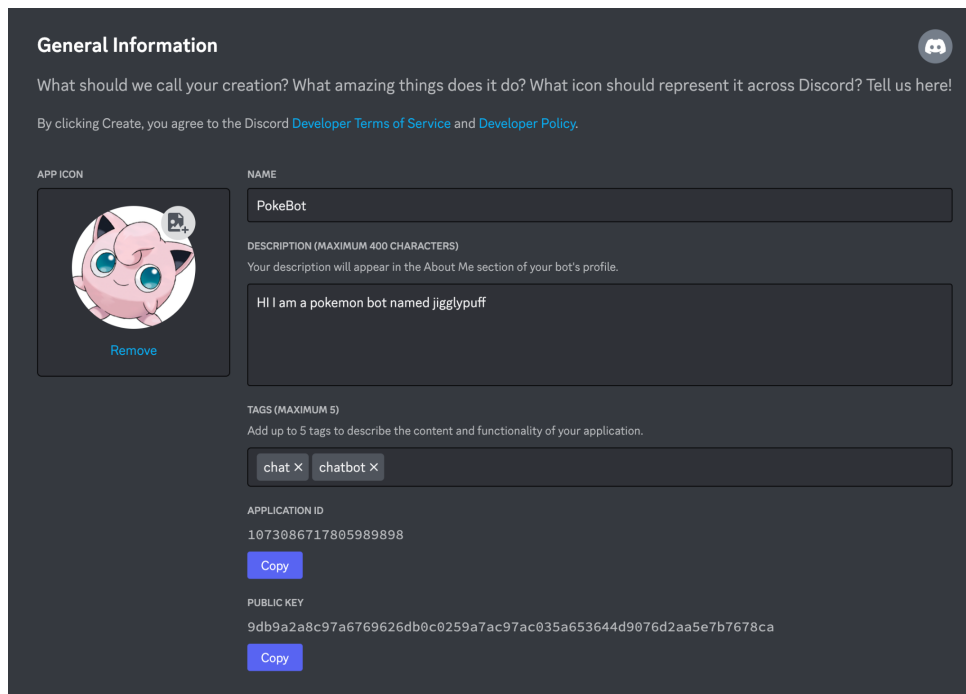 General Information
What should we call your creation? What amazing things does it do? What icon should represent it across Discord? Tell us here!
By clicking Create, you agree to the Discord Developer Terms of Service and Developer Policy.
APP ICON
Remove
NAME
PokeBot
DESCRIPTION (MAXIMUM 400 CHARACTERS)
Your description will appear in the About Me section of your bot's profile.
HI I am a pokemon bot named jigglypuff
TAGS (MAXIMUM 5)
Add up to 5 tags to describe the content and functionality of your application.
chat × chatbot ×
APPLICATION ID
1073086717805989898
Copy
PUBLIC KEY
9db9a2a8c97a6769626db0c0259a7ac97ac035a653644d9076d2aa5e7b7678ca
Copy